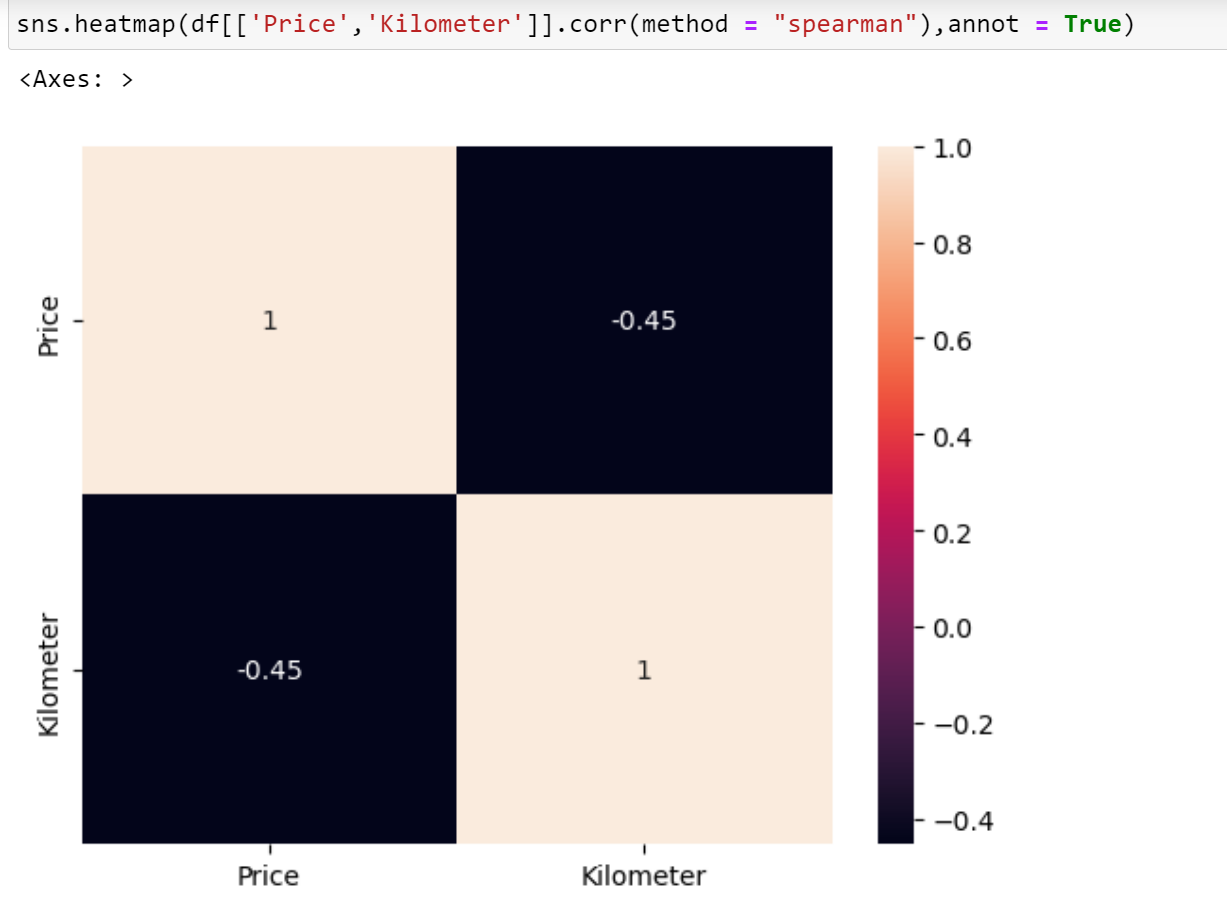 sns.heatmap(df[['Price','Kilometer']].corr(method = "spearman"),annot = True)
<Axes: >
1.0
0.8
0.6
0.4
0.2
0.0
−0.2
−0.4
Price
1
-0.45
Kilometer
-0.45
1
Price
Kilometer